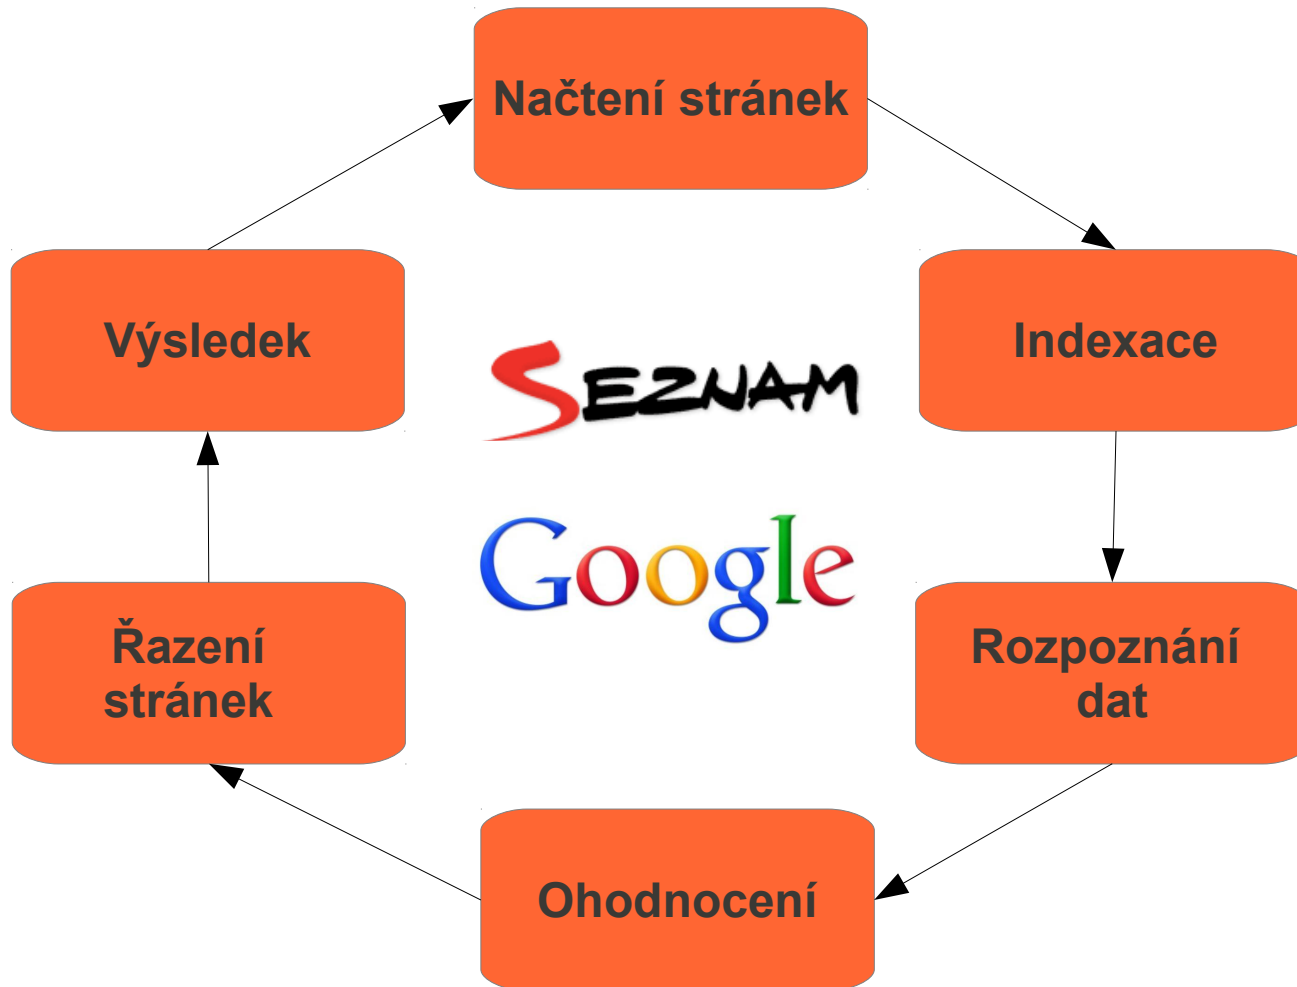 Načtení stránek
Indexace
Rozpoznání
dat
Ohodnocení
Řazení
stránek
Výsledek
SEZNAM
Google